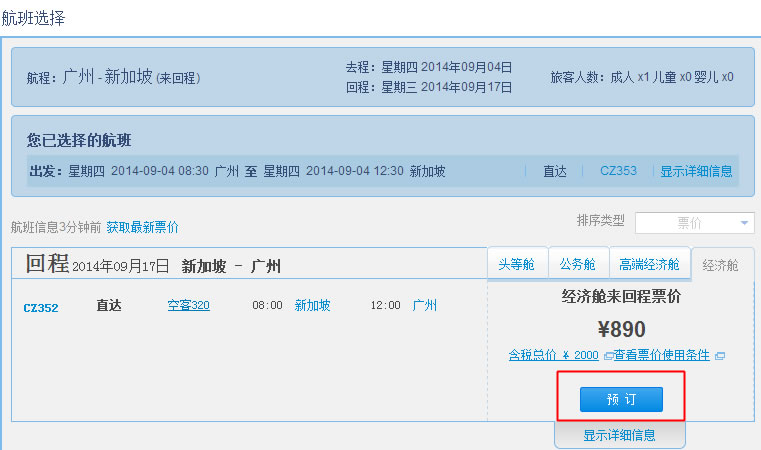 航班选择
航程：广州 - 新加坡 (来回程)
去程：星期四 2014年09月04日
回程：星期三 2014年09月17日
旅客人数：成人 x1 儿童 x0 婴儿 x0
您已选择的航班
出发：星期四 2014-09-04 08:30 广州 至 星期四 2014-09-04 12:30 新加坡 直达 CZ353 显示详细信息
航班信息3分钟前 获取最新票价
排序类型 票价
回程 2014年09月17日 新加坡 - 广州
头等舱 公务舱 高端经济舱 经济舱
CZ352 直达 空客320 08:00 新加坡 12:00 广州
经济舱来回程票价
¥890
含税总价 ¥ 2000 查看票价使用条件
预 订
显示详细信息